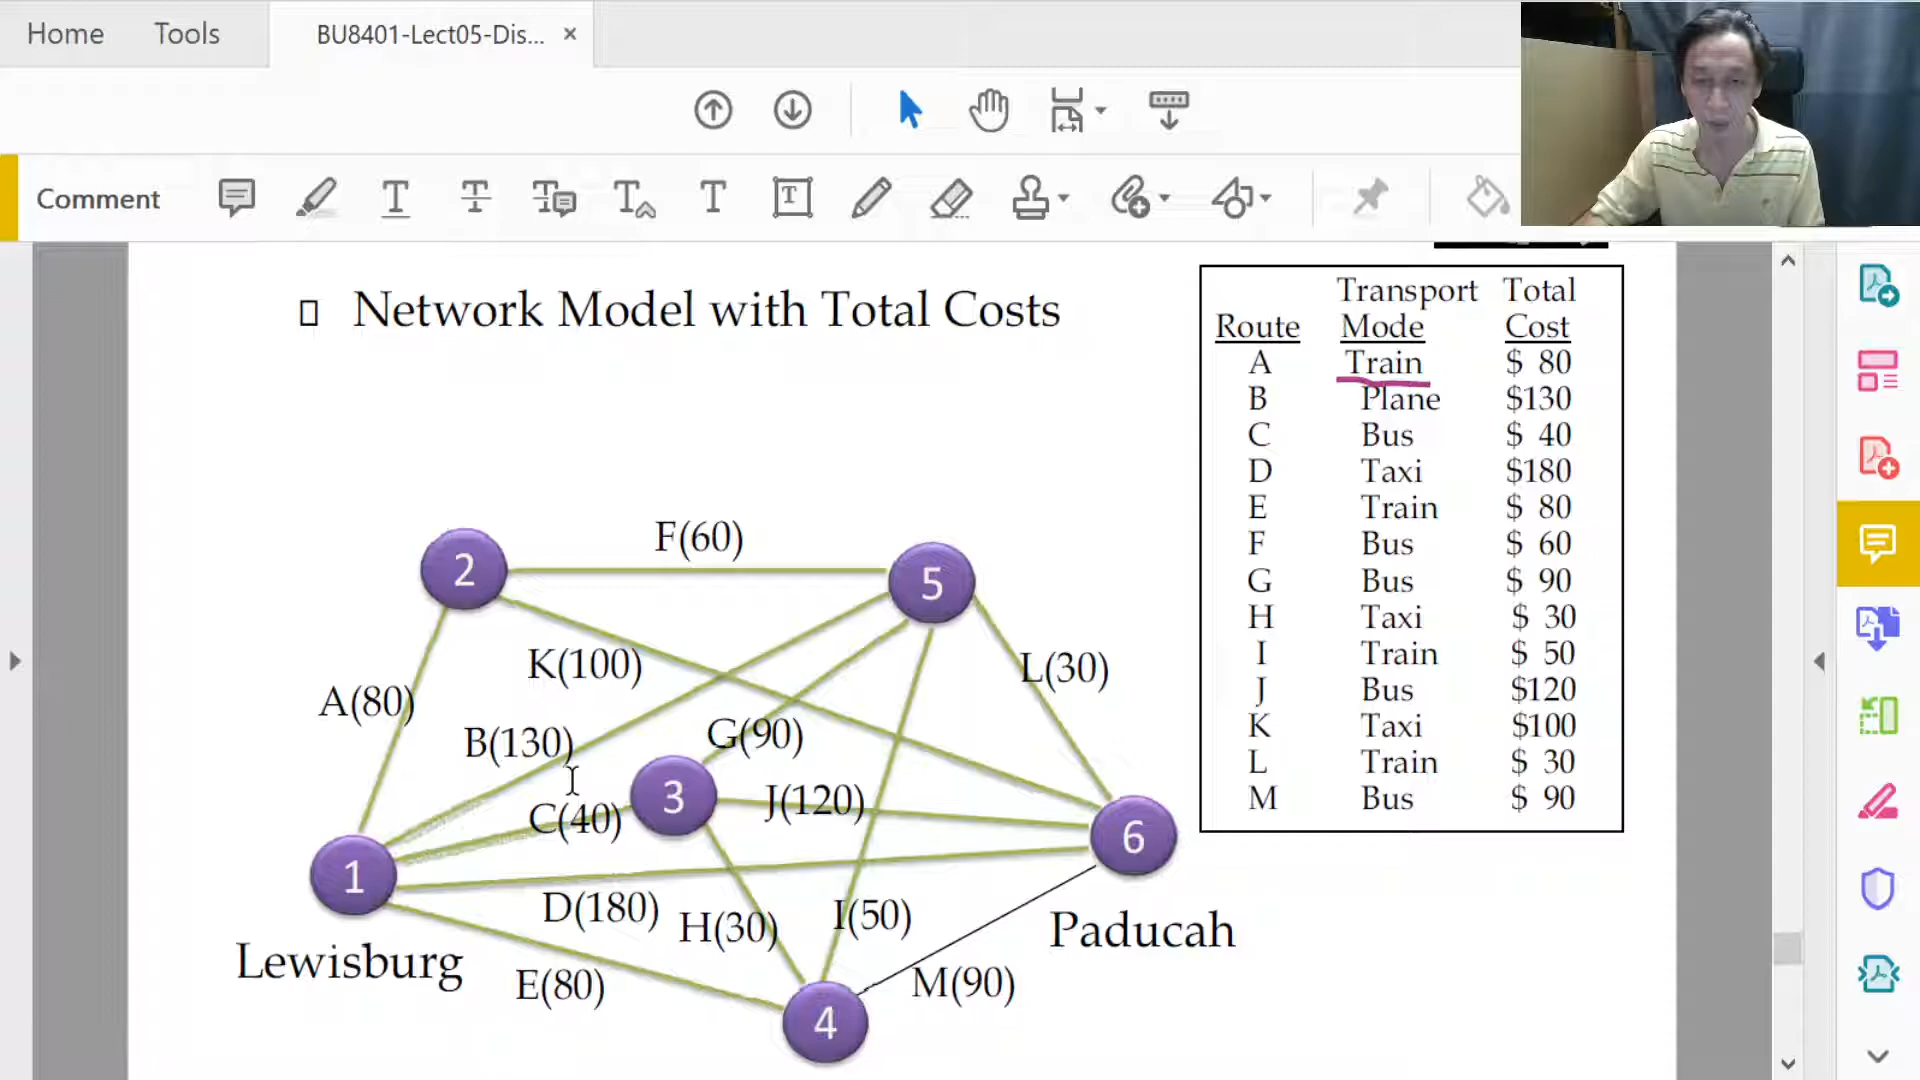 Home Tools BU8401-Lect05-Dis... ×
Comment
▯ Network Model with Total Costs
Transport Total
Route Mode Cost
A Train $ 80
B Plane $130
C Bus $ 40
D Taxi $180
E Train $ 80
F Bus $ 60
G Bus $ 90
H Taxi $ 30
I Train $ 50
J Bus $120
K Taxi $100
L Train $ 30
M Bus $ 90
F(60)
2
5
K(100)
L(30)
A(80)
B(130)
G(90)
3
J(120)
C(40)
6
1
D(180)
H(30)
I(50)
Paducah
Lewisburg
E(80)
M(90)
4